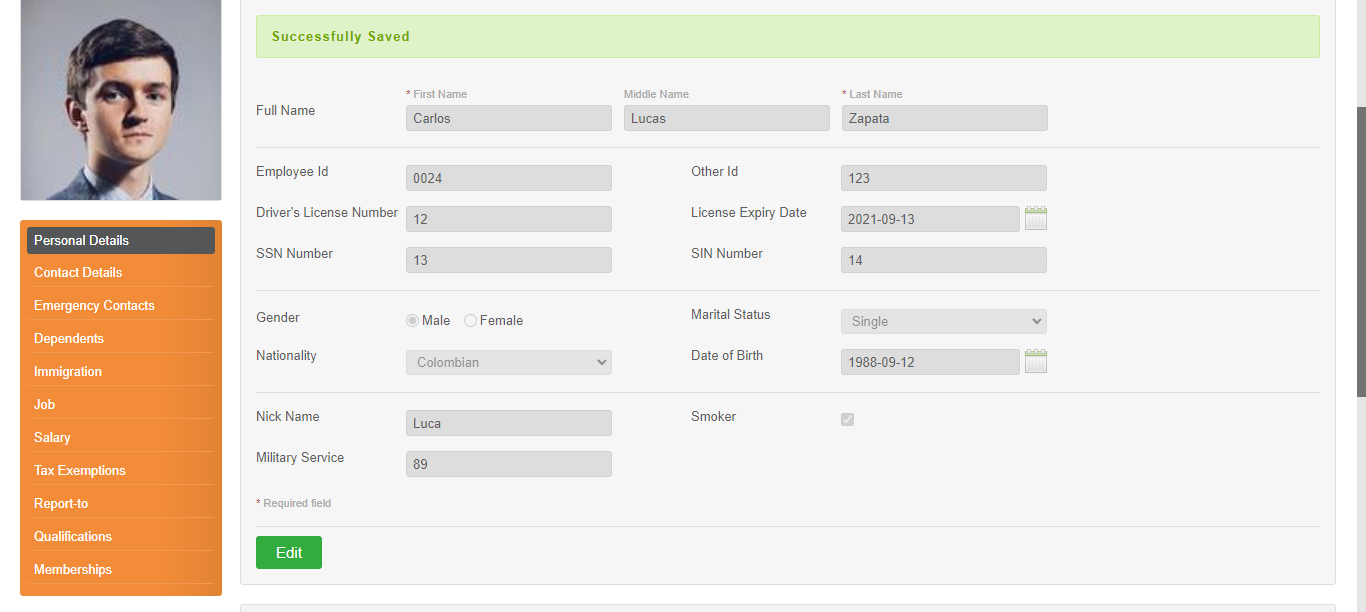 Successfully Saved
* First Name Middle Name * Last Name
Full Name Carlos Lucas Zapata
Employee Id 0024 Other Id 123
Driver's License Number 12 License Expiry Date 2021-09-13
SSN Number 13 SIN Number 14
Gender Male Female Marital Status Single
Nationality Colombian Date of Birth 1988-09-12
Nick Name Luca Smoker
Military Service 89
* Required field
Edit
Personal Details
Contact Details
Emergency Contacts
Dependents
Immigration
Job
Salary
Tax Exemptions
Report-to
Qualifications
Memberships